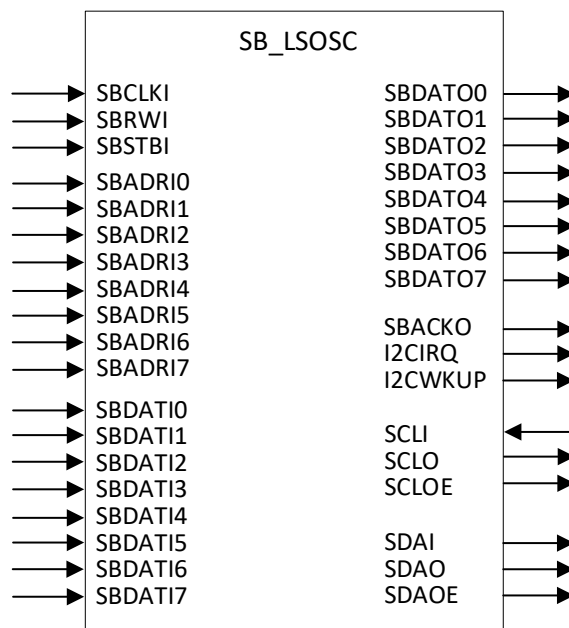 SB_LSOSC
SBCLKI
SBRWI
SBSTBI
SBADRI0
SBADRI1
SBADRI2
SBADRI3
SBADRI4
SBADRI5
SBADRI6
SBADRI7
SBDATI0
SBDATI1
SBDATI2
SBDATI3
SBDATI4
SBDATI5
SBDATI6
SBDATI7
SBDATO0
SBDATO1
SBDATO2
SBDATO3
SBDATO4
SBDATO5
SBDATO6
SBDATO7
SBACKO
I2CIRQ
I2CWKUP
SCLI
SCLO
SCLOE
SDAI
SDAO
SDAOE